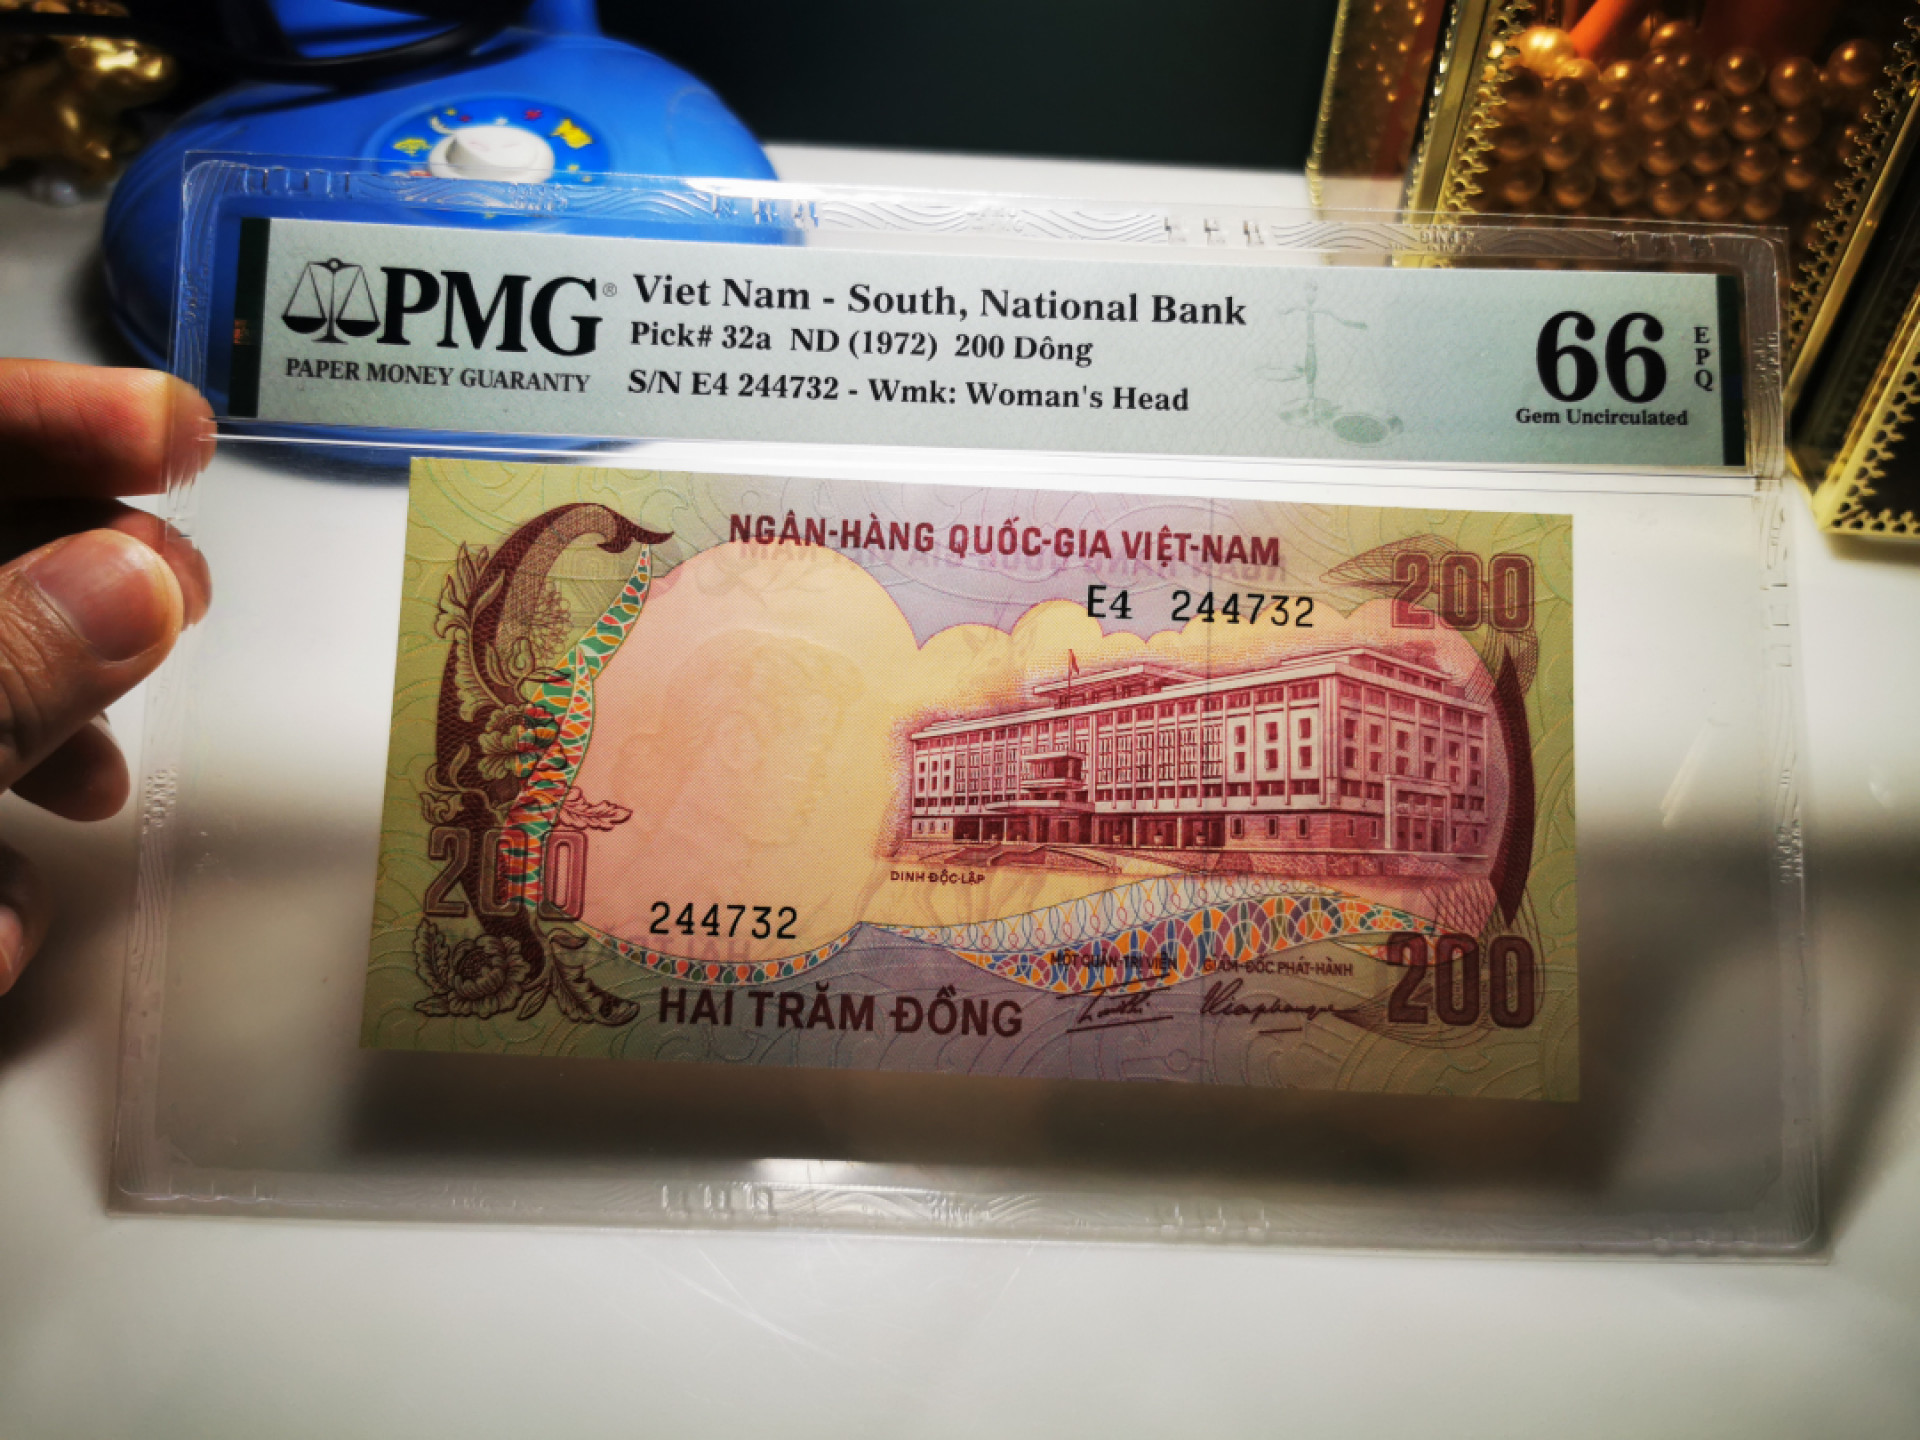 PMG®
PAPER MONEY GUARANTY
Viet Nam - South, National Bank
Pick# 32a ND (1972) 200 Dông
S/N E4 244732 - Wmk: Woman's Head
66
EPQ
Gem Uncirculated
NGÂN-HÀNG QUỐC-GIA VIỆT-NAM
200
E4 244732
DINH ĐỘC-LẬP
200
244732
MỘT QUẢN-TRỊ VIÊN
GIÁM-ĐỐC PHÁT-HÀNH
HAI TRĂM ĐỒNG
200